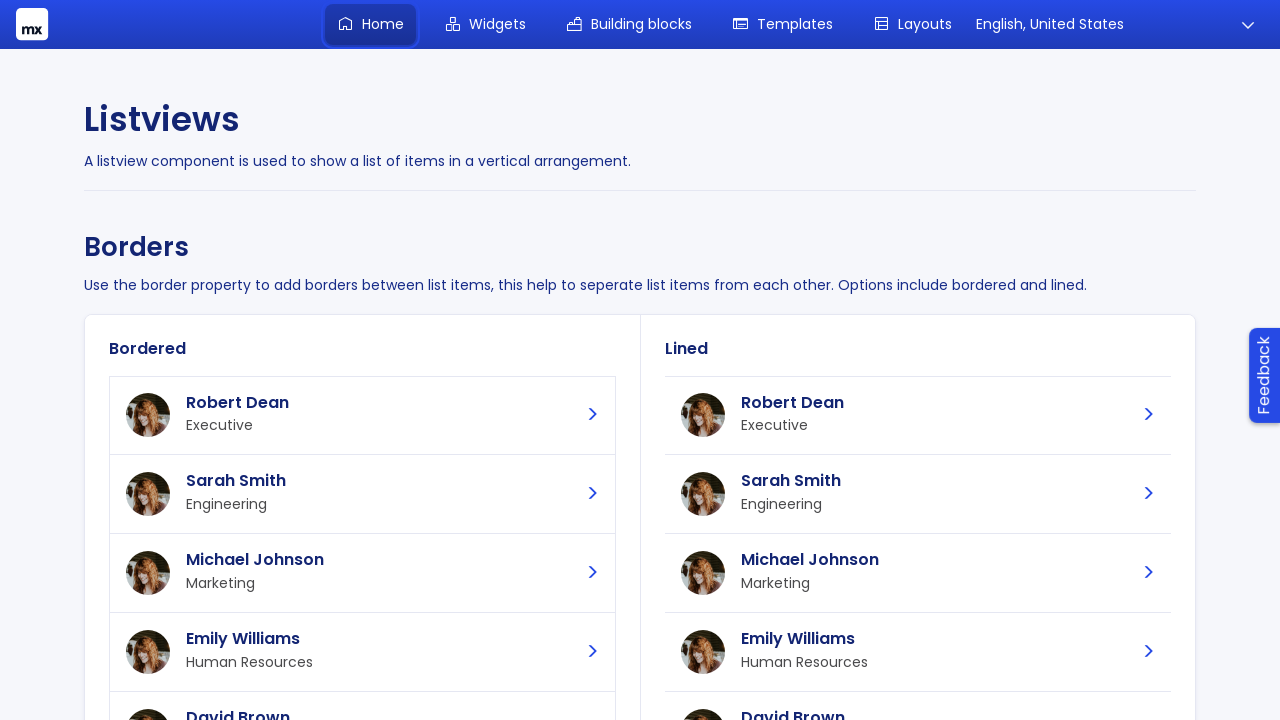 mx
Home
Widgets
Building blocks
Templates
Layouts
English, United States
Listviews
A listview component is used to show a list of items in a vertical arrangement.
Borders
Use the border property to add borders between list items, this help to seperate list items from each other. Options include bordered and lined.
Bordered
Robert Dean
Executive
Sarah Smith
Engineering
Michael Johnson
Marketing
Emily Williams
Human Resources
David Brown
Lined
Robert Dean
Executive
Sarah Smith
Engineering
Michael Johnson
Marketing
Emily Williams
Human Resources
David Brown
Feedback